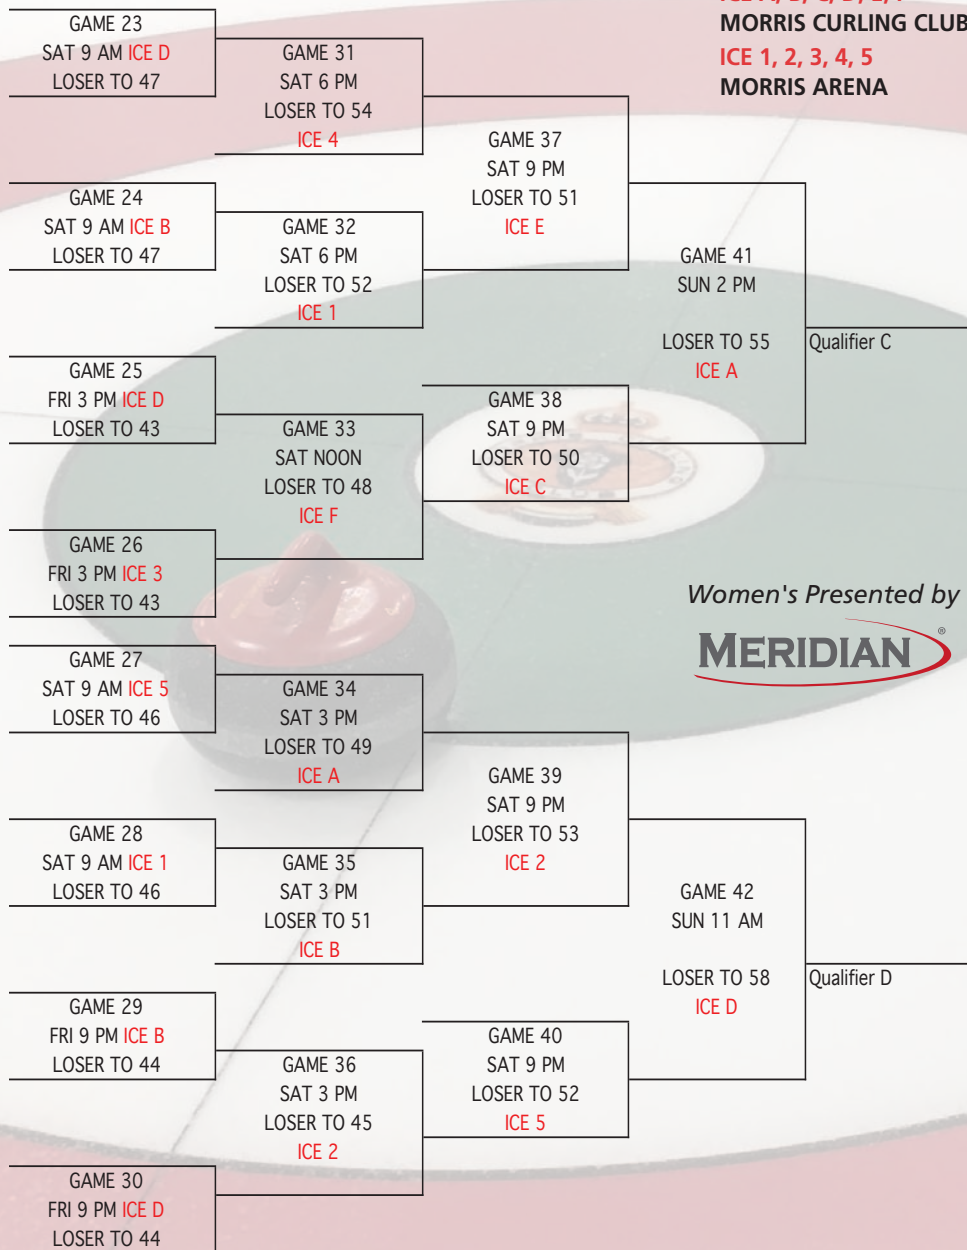 MORRIS CURLING CLUB
ICE 1, 2, 3, 4, 5
MORRIS ARENA
GAME 23
SAT 9 AM ICE D
LOSER TO 47
GAME 24
SAT 9 AM ICE B
LOSER TO 47
GAME 25
FRI 3 PM ICE D
LOSER TO 43
GAME 26
FRI 3 PM ICE 3
LOSER TO 43
GAME 27
SAT 9 AM ICE 5
LOSER TO 46
GAME 28
SAT 9 AM ICE 1
LOSER TO 46
GAME 29
FRI 9 PM ICE B
LOSER TO 44
GAME 30
FRI 9 PM ICE D
LOSER TO 44
GAME 31
SAT 6 PM
LOSER TO 54
ICE 4
GAME 32
SAT 6 PM
LOSER TO 52
ICE 1
GAME 33
SAT NOON
LOSER TO 48
ICE F
GAME 34
SAT 3 PM
LOSER TO 49
ICE A
GAME 35
SAT 3 PM
LOSER TO 51
ICE B
GAME 36
SAT 3 PM
LOSER TO 45
ICE 2
GAME 37
SAT 9 PM
LOSER TO 51
ICE E
GAME 38
SAT 9 PM
LOSER TO 50
ICE C
GAME 39
SAT 9 PM
LOSER TO 53
ICE 2
GAME 40
SAT 9 PM
LOSER TO 52
ICE 5
GAME 41
SUN 2 PM
LOSER TO 55
ICE A
Qualifier C
GAME 42
SUN 11 AM
LOSER TO 58
ICE D
Qualifier D
Women's Presented by
MERIDIAN ®